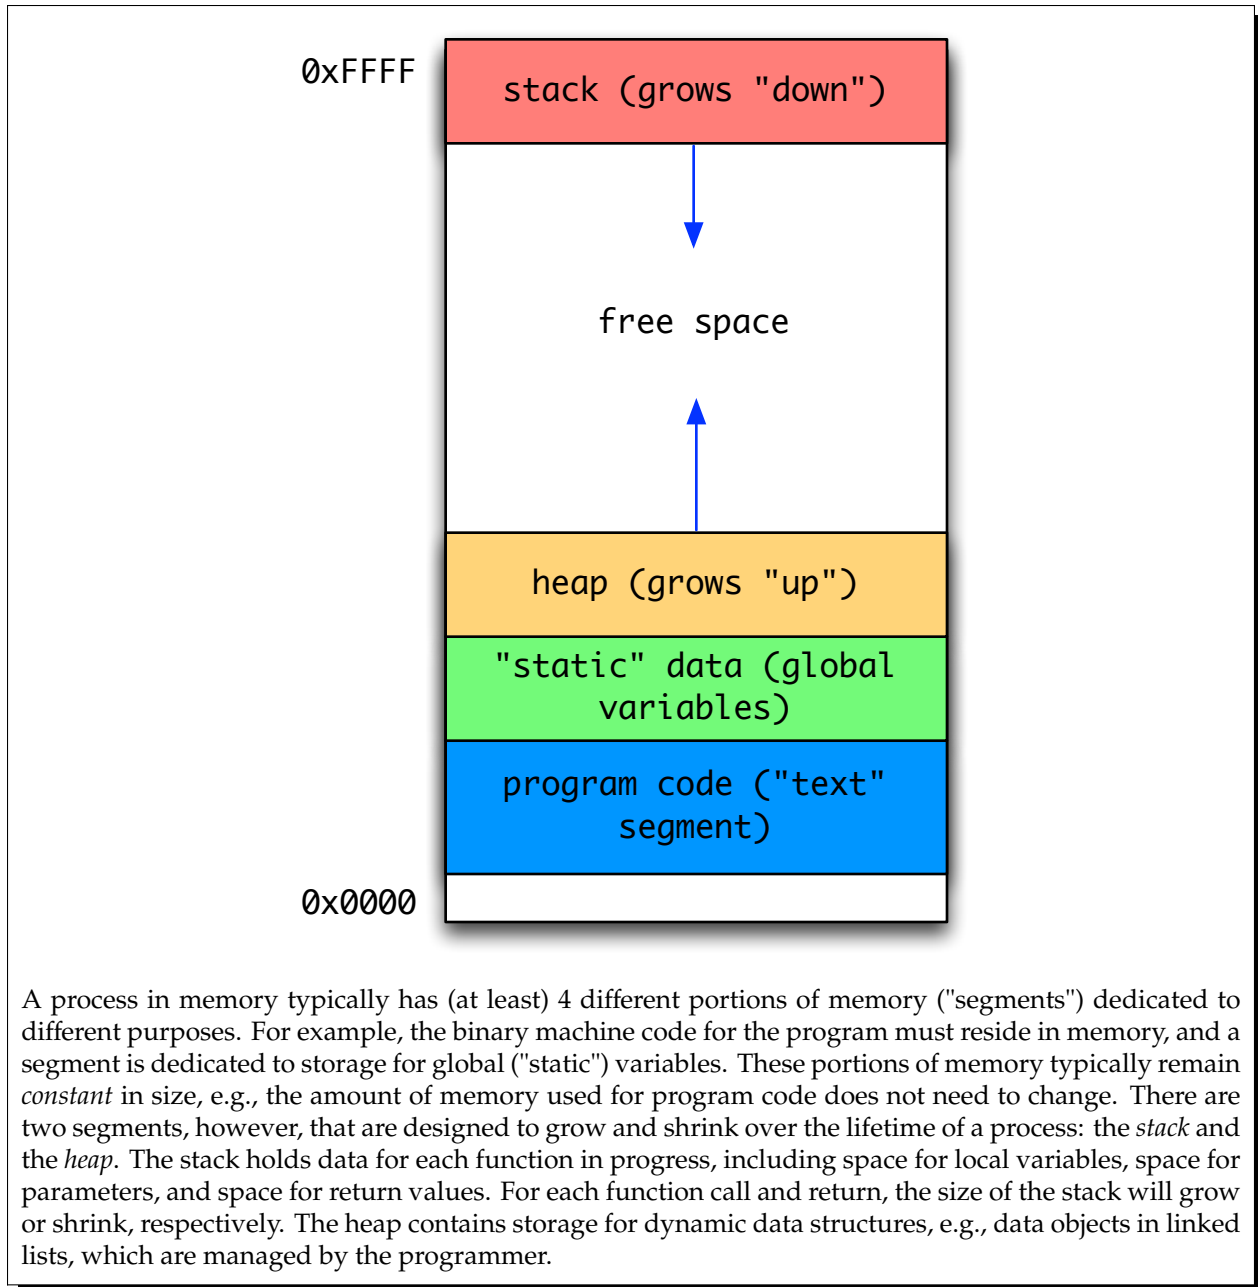 0xFFFF
stack (grows "down")
free space
heap (grows "up")
"static" data (global
variables)
program code ("text"
segment)
0x0000
A process in memory typically has (at least) 4 different portions of memory ("segments") dedicated to
different purposes. For example, the binary machine code for the program must reside in memory, and a
segment is dedicated to storage for global ("static") variables. These portions of memory typically remain
constant in size, e.g., the amount of memory used for program code does not need to change. There are
two segments, however, that are designed to grow and shrink over the lifetime of a process: the stack and
the heap. The stack holds data for each function in progress, including space for local variables, space for
parameters, and space for return values. For each function call and return, the size of the stack will grow
or shrink, respectively. The heap contains storage for dynamic data structures, e.g., data objects in linked
lists, which are managed by the programmer.